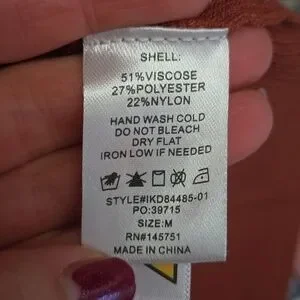 SHELL:
51%VISCOSE
27%POLYESTER
22%NYLON
HAND WASH COLD
DO NOT BLEACH
DRY FLAT
IRON LOW IF NEEDED
STYLE#IKD84485-01
PO:39715
SIZE:M
RN#145751
MADE IN CHINA